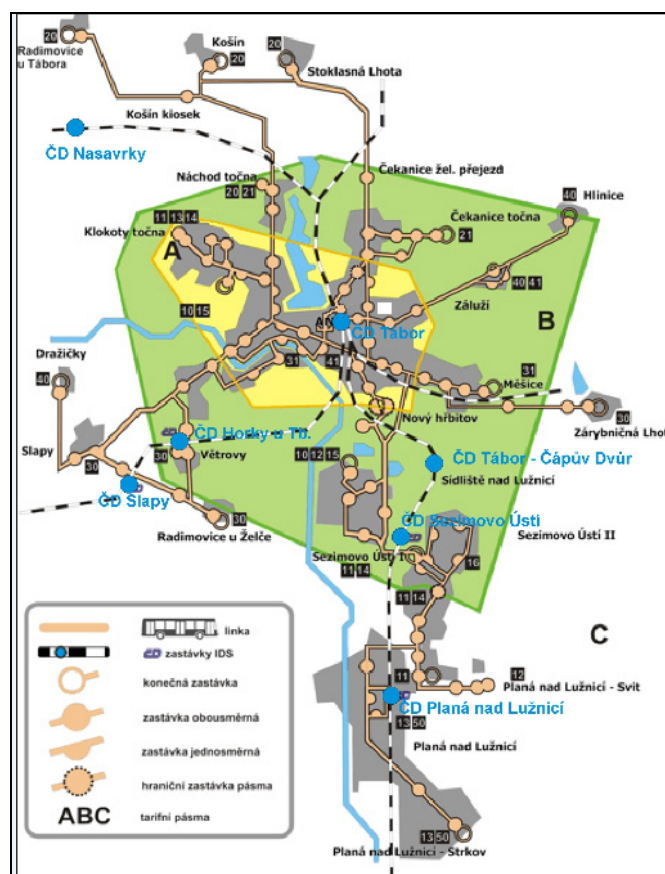 20
Radimovice
u Tábora
Košín
20
20
Stoklasná Lhota
Košín kiosek
ČD Nasavrky
Náchod točna
20 21
Čekanice žel. přejezd
40
Hlinice
11 13 14
Klokoty točna
A
Čekanice točna
21
40 41
Záluží
B
10 15
AN
ČD Tábor
Dražičky
40
31
41
31
Měšice
Nový hřbitov
30
Zárybničná Lhota
ČD Horky u Tb.
30
Větrovy
10 12 15
Slapy
30
ČD Slapy
ČD Tábor - Čápův Dvůr
Sídliště nad Lužnicí
30
Radimovice u Želče
ČD Sezimovo Ústí
Sezimovo Ústí II
Sezimovo Ústí I
16
11 14
11 14
C
linka
zastávky IDS
konečná zastávka
zastávka obousměrná
zastávka jednosměrná
hraniční zastávka pásma
ABC
tarifní pásma
11
12
Planá nad Lužnicí - Svit
ČD Planá nad Lužnicí
13 50
Planá nad Lužnicí
13 50
Planá nad Lužnicí - Strkov